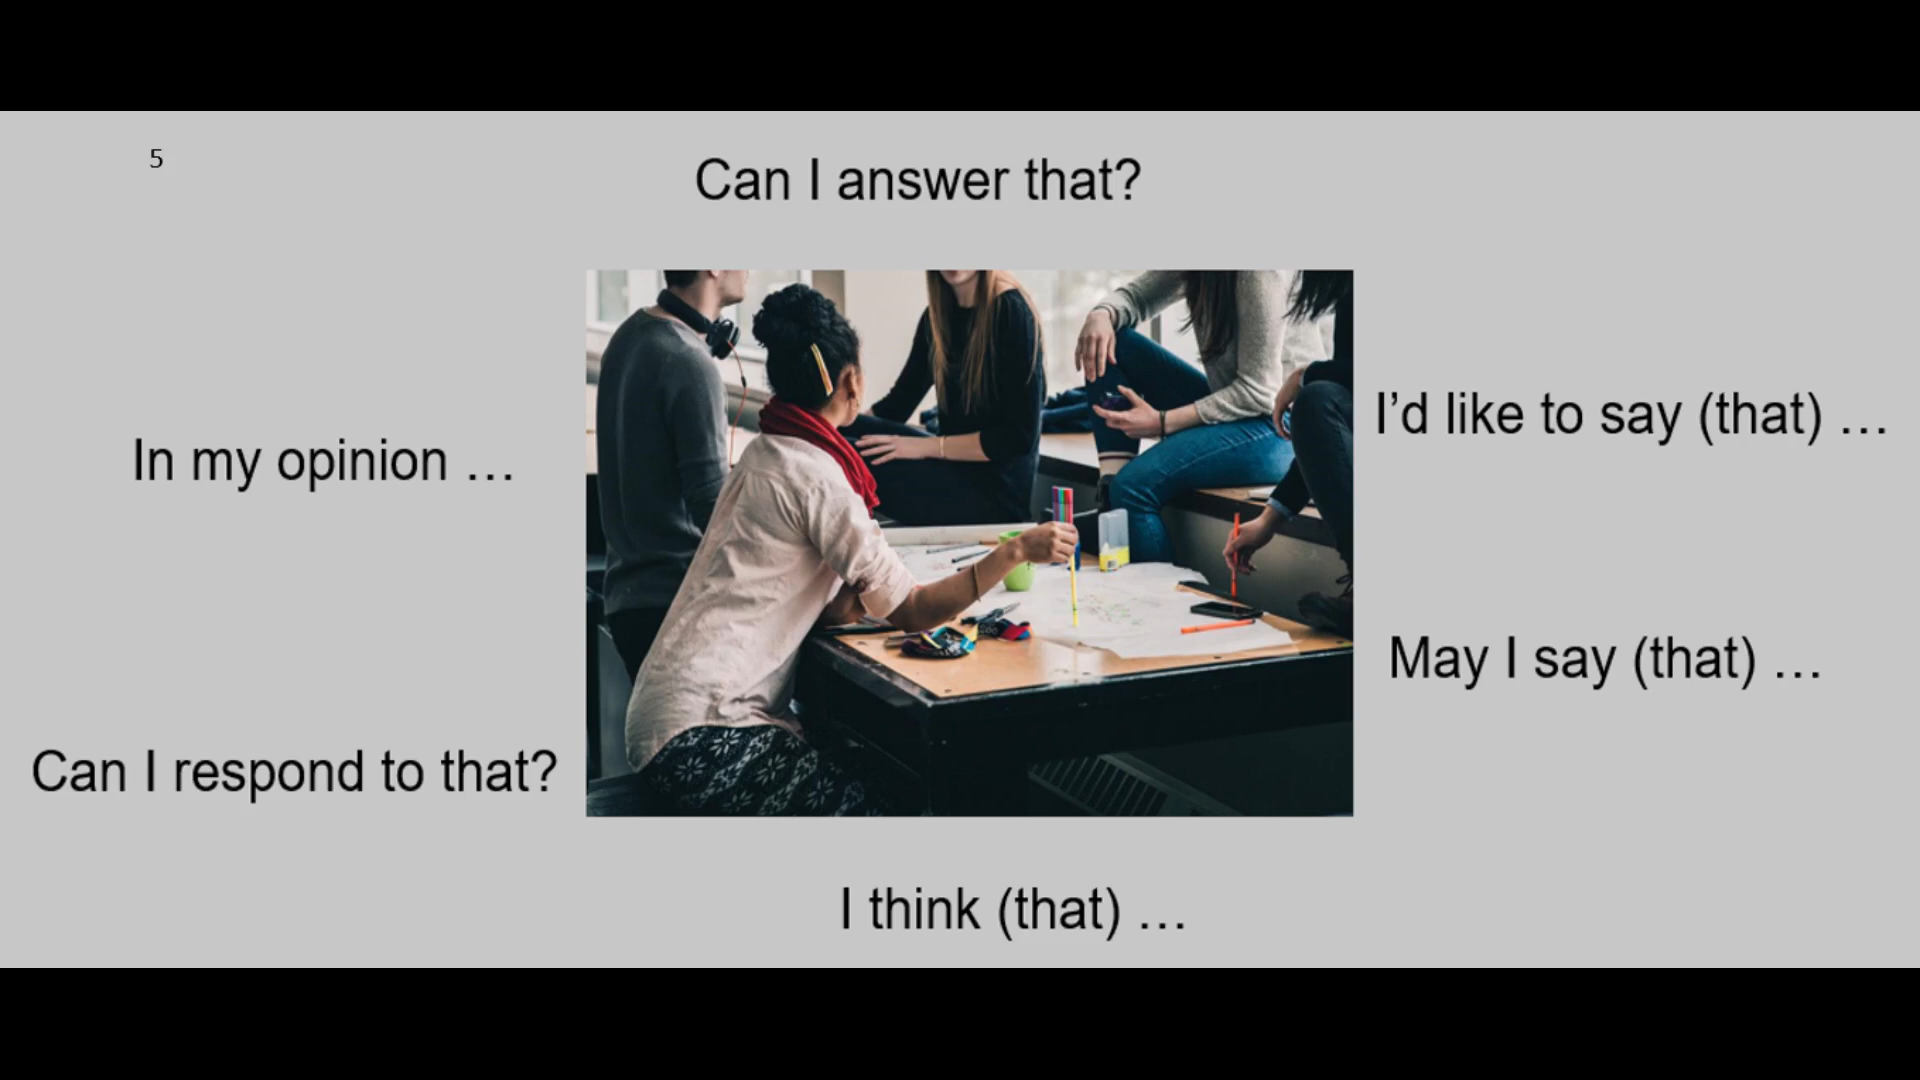 5
Can I answer that?
I’d like to say (that) …
In my opinion …
May I say (that) …
Can I respond to that?
I think (that) …